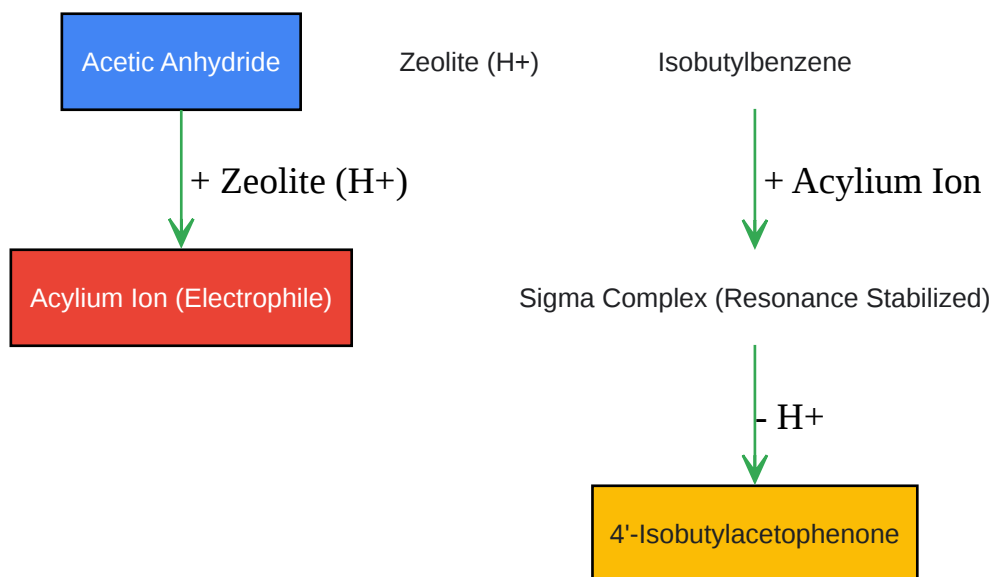 Acetic Anhydride
Zeolite (H+)
Isobutylbenzene
+ Zeolite (H+)
+ Acylium Ion
Acylium Ion (Electrophile)
Sigma Complex (Resonance Stabilized)
- H+
4'-Isobutylacetophenone